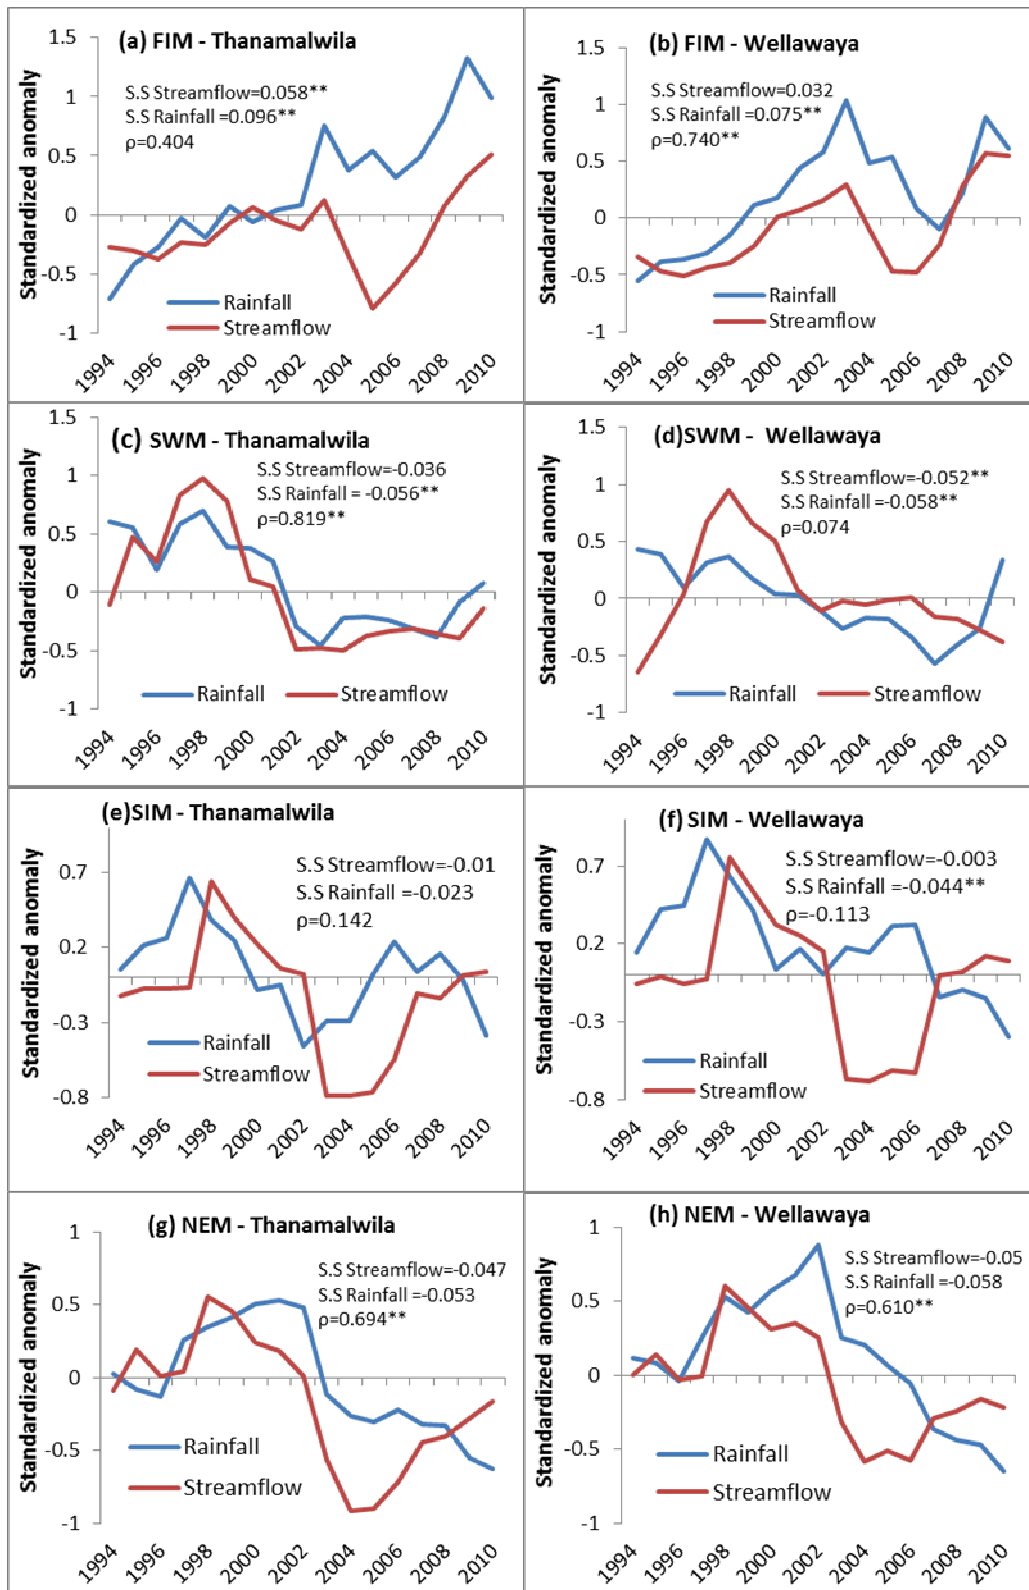 (a) FIM - Thanamalwila
S.S Streamflow=0.058**
S.S Rainfall =0.096**
ρ=0.404
Standardized anomaly
1.5
1
0.5
0
-0.5
-1
Rainfall
Streamflow
1994
1996
1998
2000
2002
2004
2006
2008
2010
(b) FIM - Wellawaya
S.S Streamflow=0.032
S.S Rainfall =0.075**
ρ=0.740**
Standardized anomaly
1.5
1
0.5
0
-0.5
-1
Rainfall
Streamflow
1994
1996
1998
2000
2002
2004
2006
2008
2010
(c) SWM - Thanamalwila
S.S Streamflow=-0.036
S.S Rainfall = -0.056**
ρ=0.819**
Standardized anomaly
1.5
1
0.5
0
-0.5
-1
Rainfall
Streamflow
1994
1996
1998
2000
2002
2004
2006
2008
2010
(d)SWM - Wellawaya
S.S Streamflow=-0.052**
S.S Rainfall=-0.058**
ρ=0.074
Standardized anomaly
1.5
1
0.5
0
-0.5
-1
Rainfall
Streamflow
1994
1996
1998
2000
2002
2004
2006
2008
2010
(e)SIM - Thanamalwila
S.S Streamflow=-0.01
S.S Rainfall =-0.023
ρ=0.142
Standardized anomaly
0.7
0.2
-0.3
-0.8
Rainfall
Streamflow
1994
1996
1998
2000
2002
2004
2006
2008
2010
(f) SIM - Wellawaya
S.S Streamflow=-0.003
S.S Rainfall =-0.044**
ρ=-0.113
Standardized anomaly
0.7
0.2
-0.3
-0.8
Rainfall
Streamflow
1994
1996
1998
2000
2002
2004
2006
2008
2010
(g) NEM - Thanamalwila
S.S Streamflow=-0.047
S.S Rainfall =-0.053
ρ=0.694**
Standardized anomaly
1
0.5
0
-0.5
-1
Rainfall
Streamflow
1994
1996
1998
2000
2002
2004
2006
2008
2010
(h) NEM - Wellawaya
S.S Streamflow=-0.05
S.S Rainfall =-0.058
ρ=0.610**
Standardized anomaly
1
0.5
0
-0.5
-1
Rainfall
Streamflow
1994
1996
1998
2000
2002
2004
2006
2008
2010